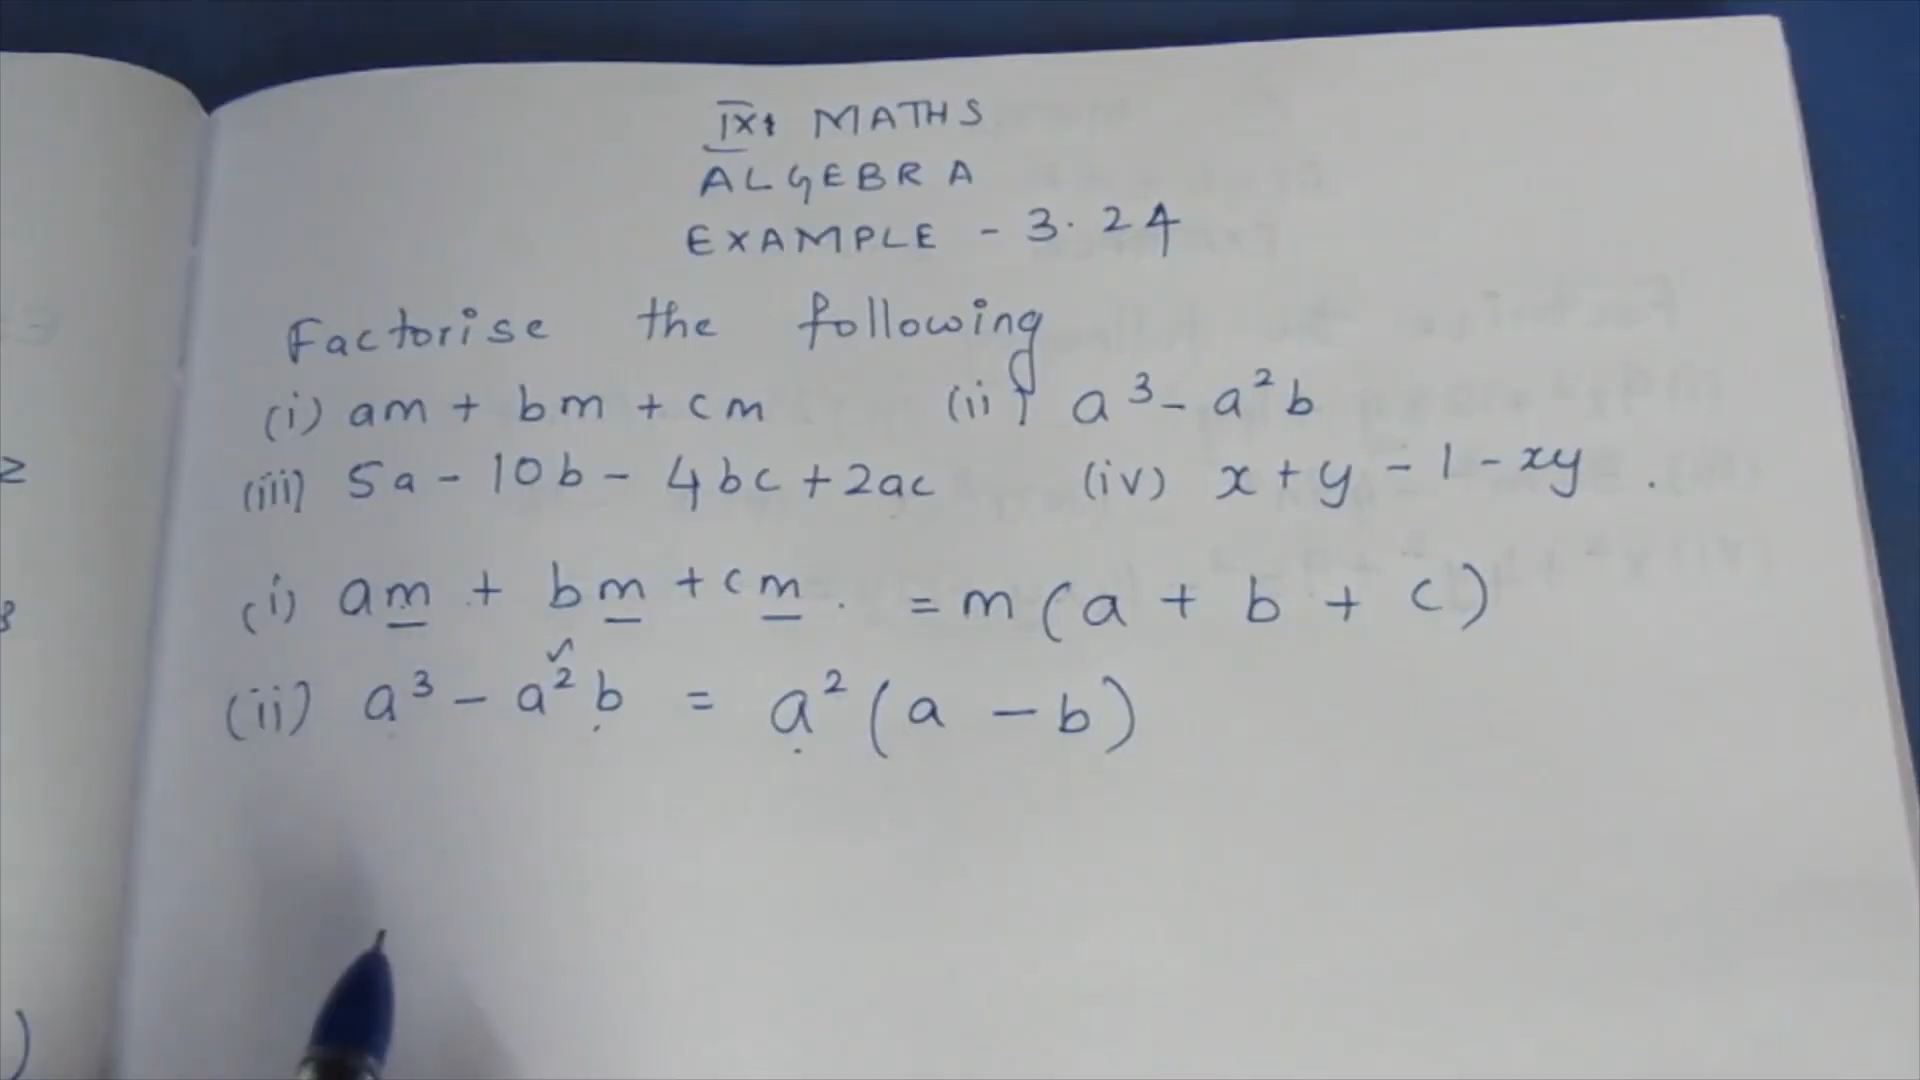 IX MATHS
ALGEBRA
EXAMPLE - 3.24
Factorise the following
(i) am + bm + cm (ii) a³ - a²b
(iii) 5a - 10b - 4bc + 2ac (iv) x + y - 1 - xy .
(i) am + bm + cm . = m (a + b + c)
(ii) a³ - a²b = a² (a - b)
2
)